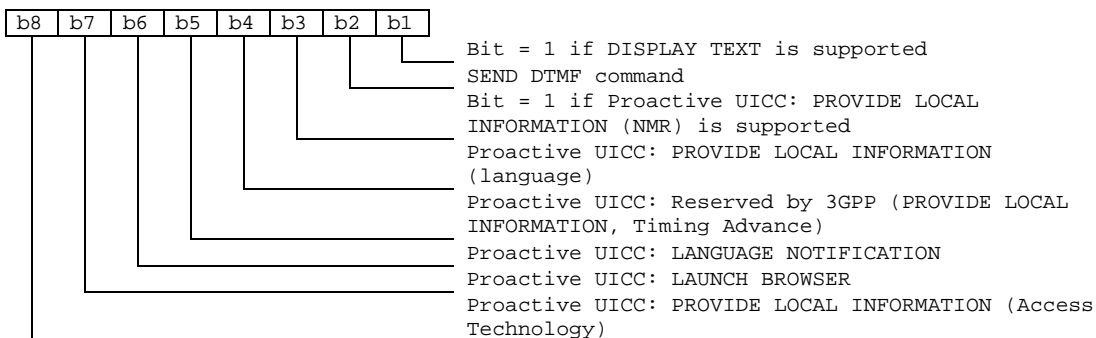 b8 b7 b6 b5 b4 b3 b2 b1
Bit = 1 if DISPLAY TEXT is supported
SEND DTMF command
Bit = 1 if Proactive UICC: PROVIDE LOCAL
INFORMATION (NMR) is supported
Proactive UICC: PROVIDE LOCAL INFORMATION
(language)
Proactive UICC: Reserved by 3GPP (PROVIDE LOCAL
INFORMATION, Timing Advance)
Proactive UICC: LANGUAGE NOTIFICATION
Proactive UICC: LAUNCH BROWSER
Proactive UICC: PROVIDE LOCAL INFORMATION (Access
Technology)